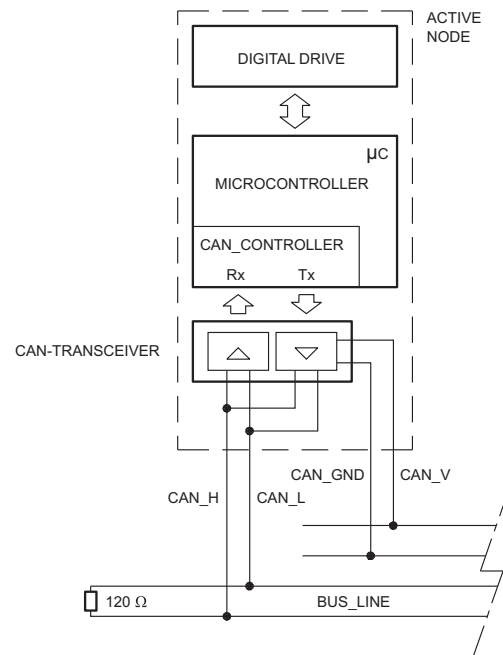 ACTIVE
NODE
DIGITAL DRIVE
µC
MICROCONTROLLER
CAN_CONTROLLER
Rx Tx
CAN-TRANSCEIVER
CAN_GND CAN_V
CAN_H CAN_L
120 Ω BUS_LINE